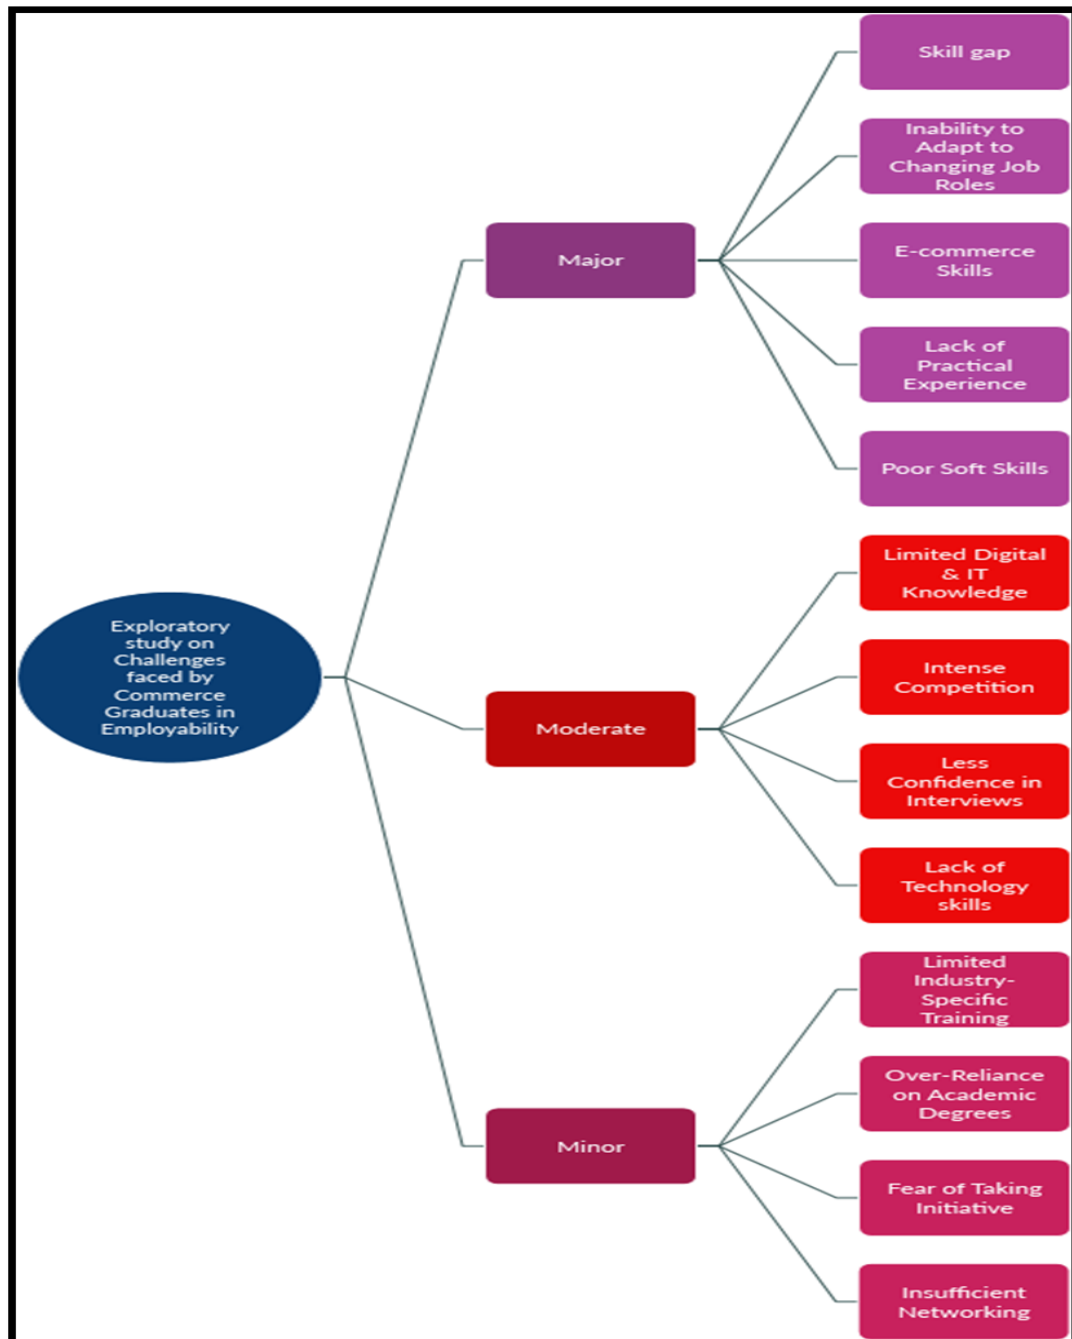 Exploratory
study on
Challenges
faced by
Commerce
Graduates in
Employability
Major
Skill gap
Inability to
Adapt to
Changing Job
Roles
E-commerce
Skills
Lack of
Practical
Experience
Poor Soft Skills
Moderate
Limited Digital
& IT
Knowledge
Intense
Competition
Less
Confidence in
Interviews
Lack of
Technology
skills
Minor
Limited
Industry-
Specific
Training
Over-Reliance
on Academic
Degrees
Fear of Taking
Initiative
Insufficient
Networking